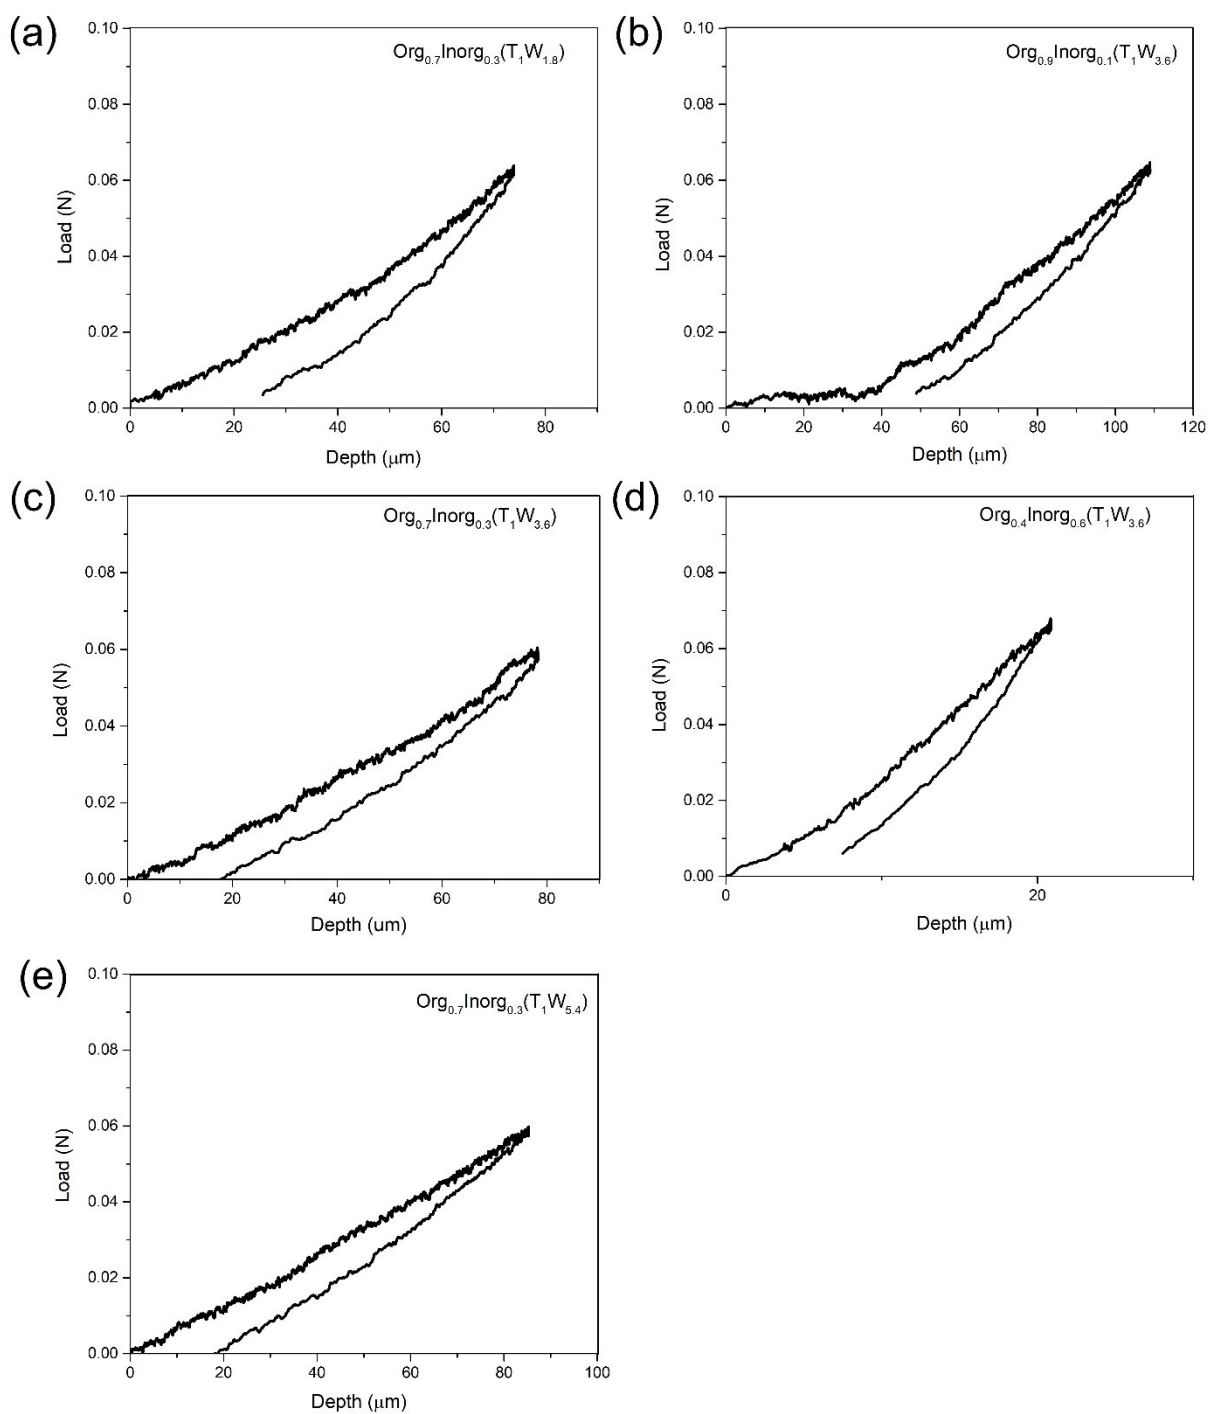 (a)
Org0.7Inorg0.3(T1W1.8)
0.10
0.08
0.06
0.04
0.02
0.00
Load (N)
0 20 40 60 80
Depth (μm)
(b)
Org0.9Inorg0.1(T1W3.6)
0.10
0.08
0.06
0.04
0.02
0.00
Load (N)
0 20 40 60 80 100 120
Depth (μm)
(c)
Org0.7Inorg0.3(T1W3.6)
0.10
0.08
0.06
0.04
0.02
0.00
Load (N)
0 20 40 60 80
Depth (um)
(d)
Org0.4Inorg0.6(T1W3.6)
0.10
0.08
0.06
0.04
0.02
0.00
Load (N)
0 20
Depth (μm)
(e)
Org0.7Inorg0.3(T1W5.4)
0.10
0.08
0.06
0.04
0.02
0.00
Load (N)
0 20 40 60 80 100
Depth (μm)